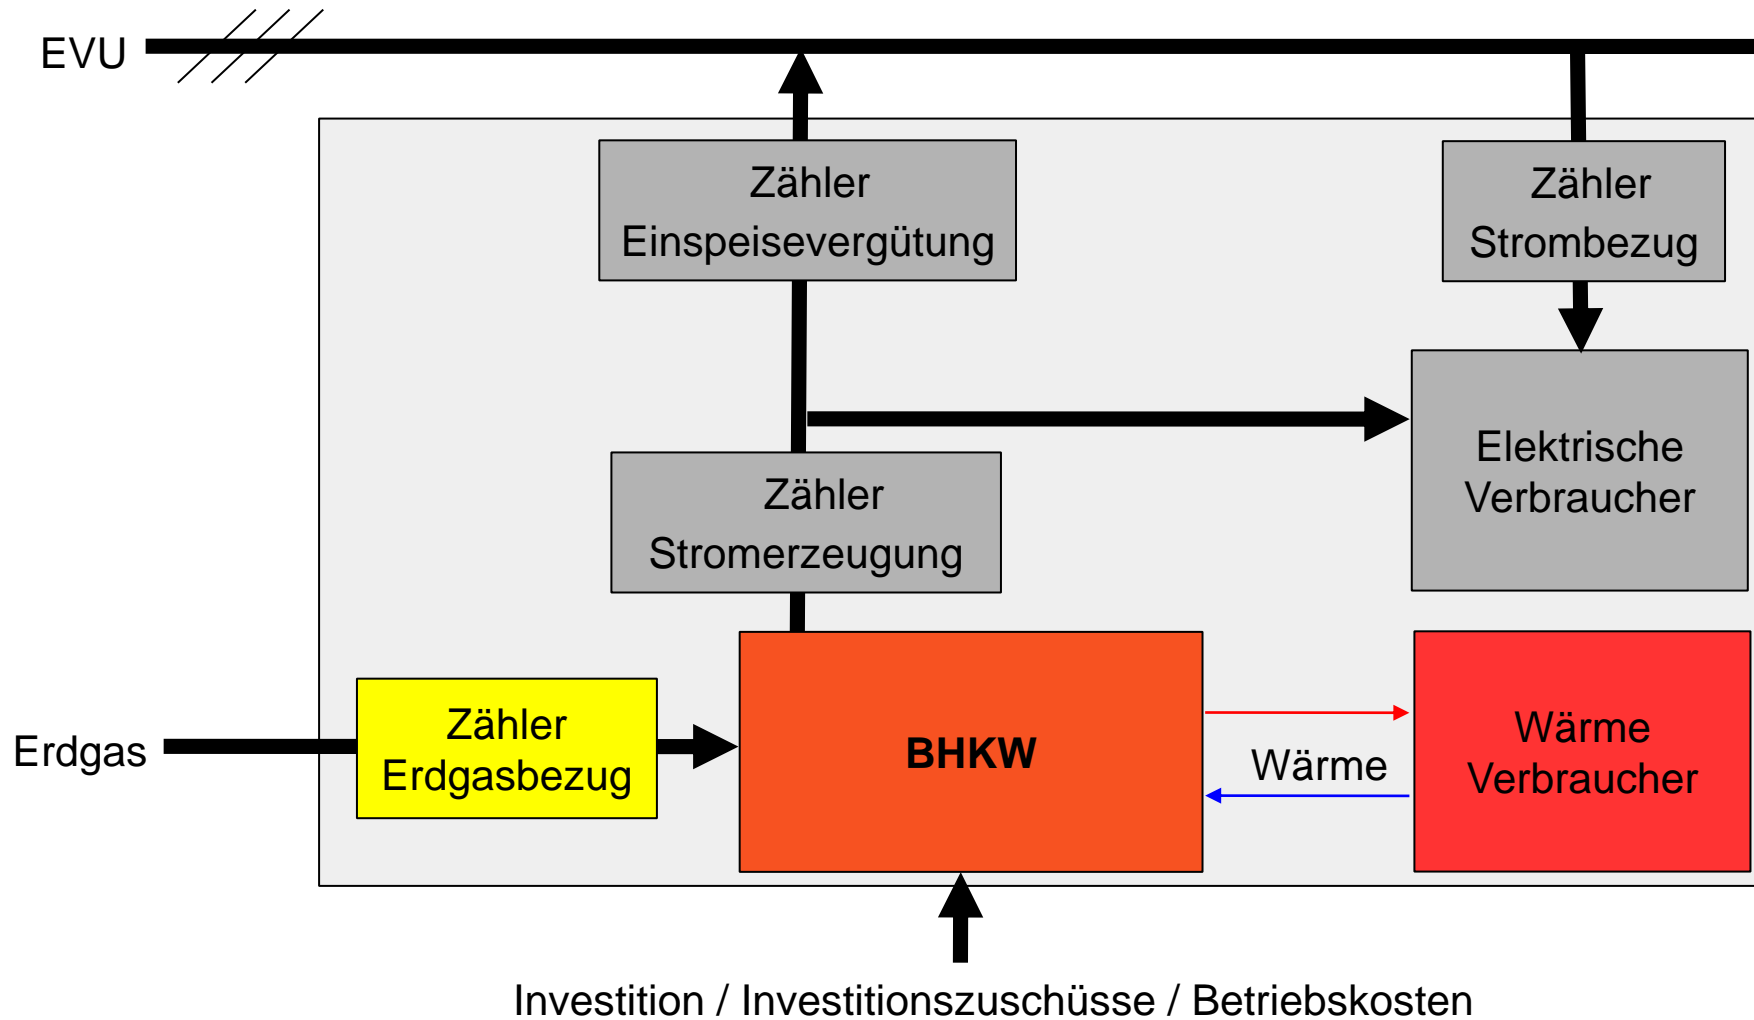 EVU
Zähler
Einspeisevergütung
Zähler
Strombezug
Elektrische
Verbraucher
Zähler
Stromerzeugung
Erdgas
Zähler
Erdgasbezug
BHKW
Wärme
Wärme
Verbraucher
Investition / Investitionszuschüsse / Betriebskosten